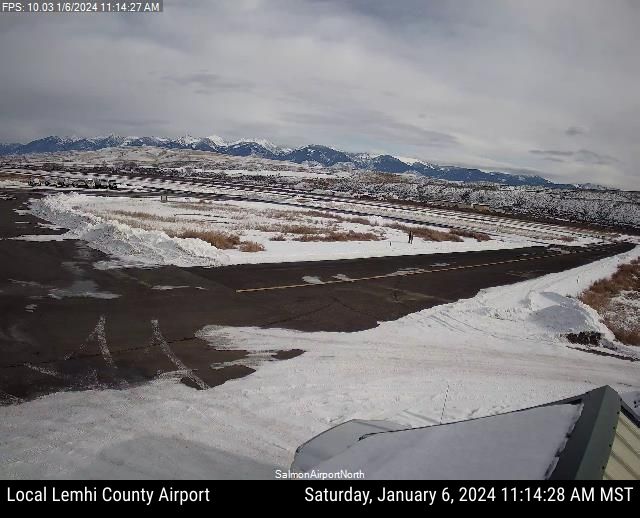 FPS: 10.03 1/6/2024 11:14:27 AM
SalmonAirportNorth
Local Lemhi County Airport Saturday, January 6, 2024 11:14:28 AM MST